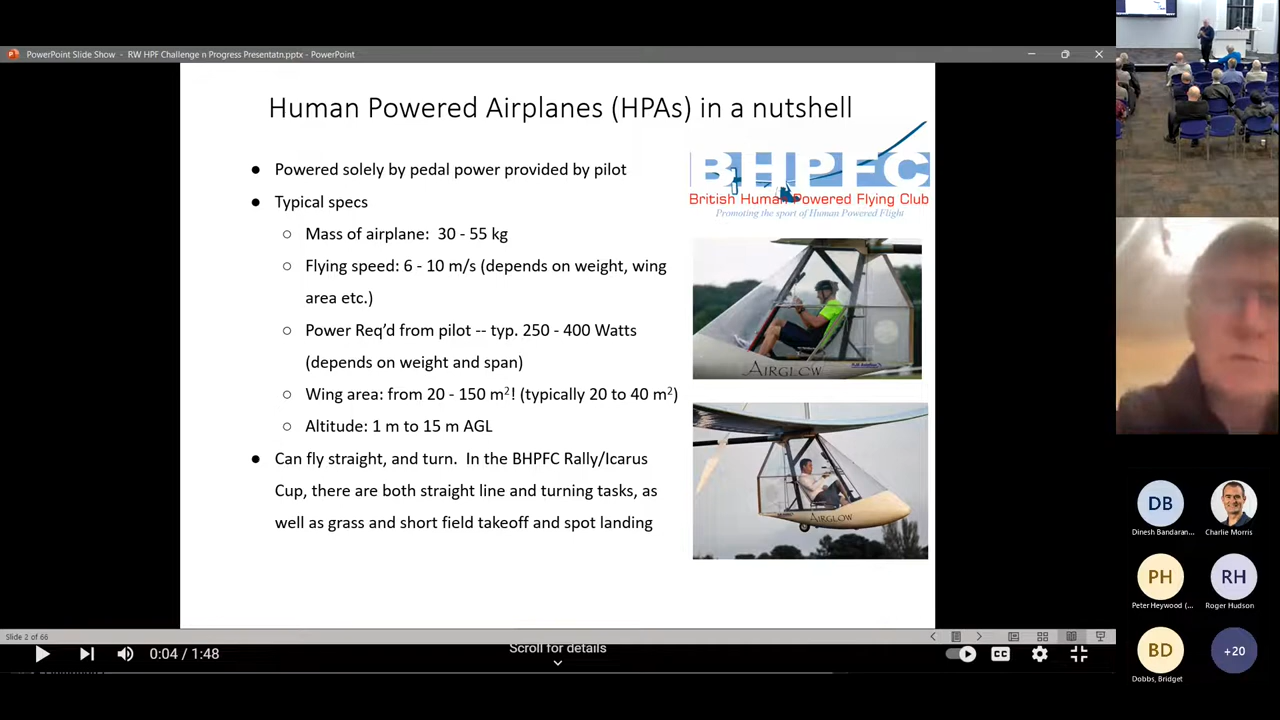 PowerPoint Slide Show - RW HPF Challenge n Progress Presentatn.pptx - PowerPoint
Human Powered Airplanes (HPAs) in a nutshell
● Powered solely by pedal power provided by pilot
● Typical specs
○ Mass of airplane: 30 - 55 kg
○ Flying speed: 6 - 10 m/s (depends on weight, wing
area etc.)
○ Power Req'd from pilot -- typ. 250 - 400 Watts
(depends on weight and span)
○ Wing area: from 20 - 150 m²! (typically 20 to 40 m²)
○ Altitude: 1 m to 15 m AGL
● Can fly straight, and turn. In the BHPFC Rally/Icarus
Cup, there are both straight line and turning tasks, as
well as grass and short field takeoff and spot landing
BHPFC
British Human Powered Flying Club
Promoting the sport of Human Powered Flight
AIRGLOW
AIRGLOW
Slide 2 of 66
0:04 / 1:48
Scroll for details
CC
DB
Dinesh Bandaran...
Charlie Morris
PH
Peter Heywood (...
RH
Roger Hudson
BD
Dobbs, Bridget
+20